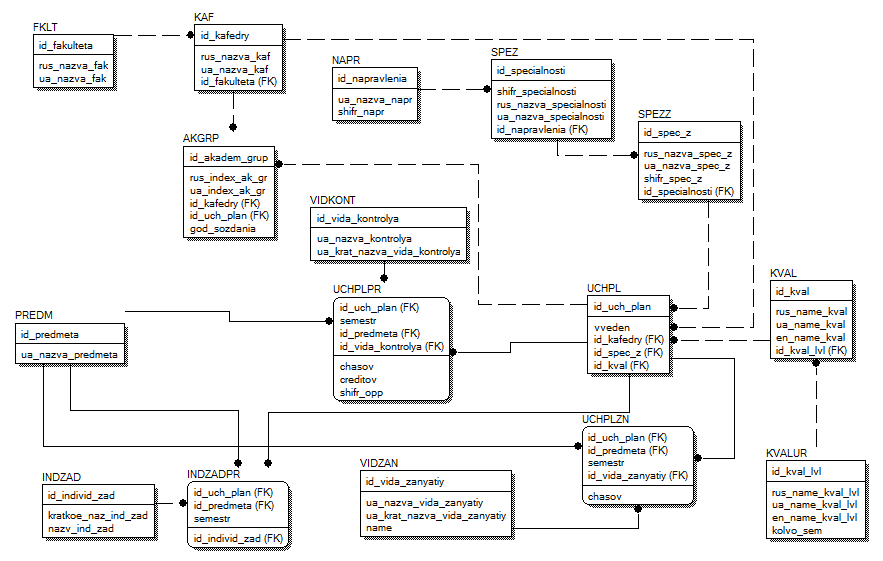 FKLT
id_fakulteta
rus_nazva_fak
ua_nazva_fak
KAF
id_kafedry
rus_nazva_kaf
ua_nazva_kaf
id_fakulteta (FK)
NAPR
id_napravlenia
ua_nazva_napr
shifr_napr
SPEZ
id_specialnosti
shifr_specialnosti
rus_nazva_specialnosti
ua_nazva_specialnosti
id_napravlenia (FK)
SPEZZ
id_spec_z
rus_nazva_spec_z
ua_nazva_spec_z
shifr_spec_z
id_specialnosti (FK)
AKGRP
id_akadem_grup
rus_index_ak_gr
ua_index_ak_gr
id_kafedry (FK)
id_uch_plan (FK)
god_sozdania
VIDKONT
id_vida_kontrolya
ua_nazva_kontrolya
ua_krat_nazva_vida_kontrolya
UCHPLPR
id_uch_plan (FK)
semestr
id_predmeta (FK)
id_vida_kontrolya (FK)
chasov
creditov
shifr_opp
UCHPL
id_uch_plan
vveden
id_kafedry (FK)
id_spec_z (FK)
id_kval (FK)
KVAL
id_kval
rus_name_kval
ua_name_kval
en_name_kval
id_kval_lvl (FK)
PREDM
id_predmeta
ua_nazva_predmeta
UCHPLZN
id_uch_plan (FK)
id_predmeta (FK)
semestr
id_vida_zanyatiy (FK)
chasov
INDZAD
id_individ_zad
kratkoe_naz_ind_zad
nazv_ind_zad
INDZADPR
id_uch_plan (FK)
id_predmeta (FK)
semestr
id_individ_zad (FK)
VIDZAN
id_vida_zanyatiy
ua_nazva_vida_zanyatiy
ua_krat_nazva_vida_zanyatiy
name
KVALUR
id_kval_lvl
rus_name_kval_lvl
ua_name_kval_lvl
en_name_kval_lvl
kolvo_sem